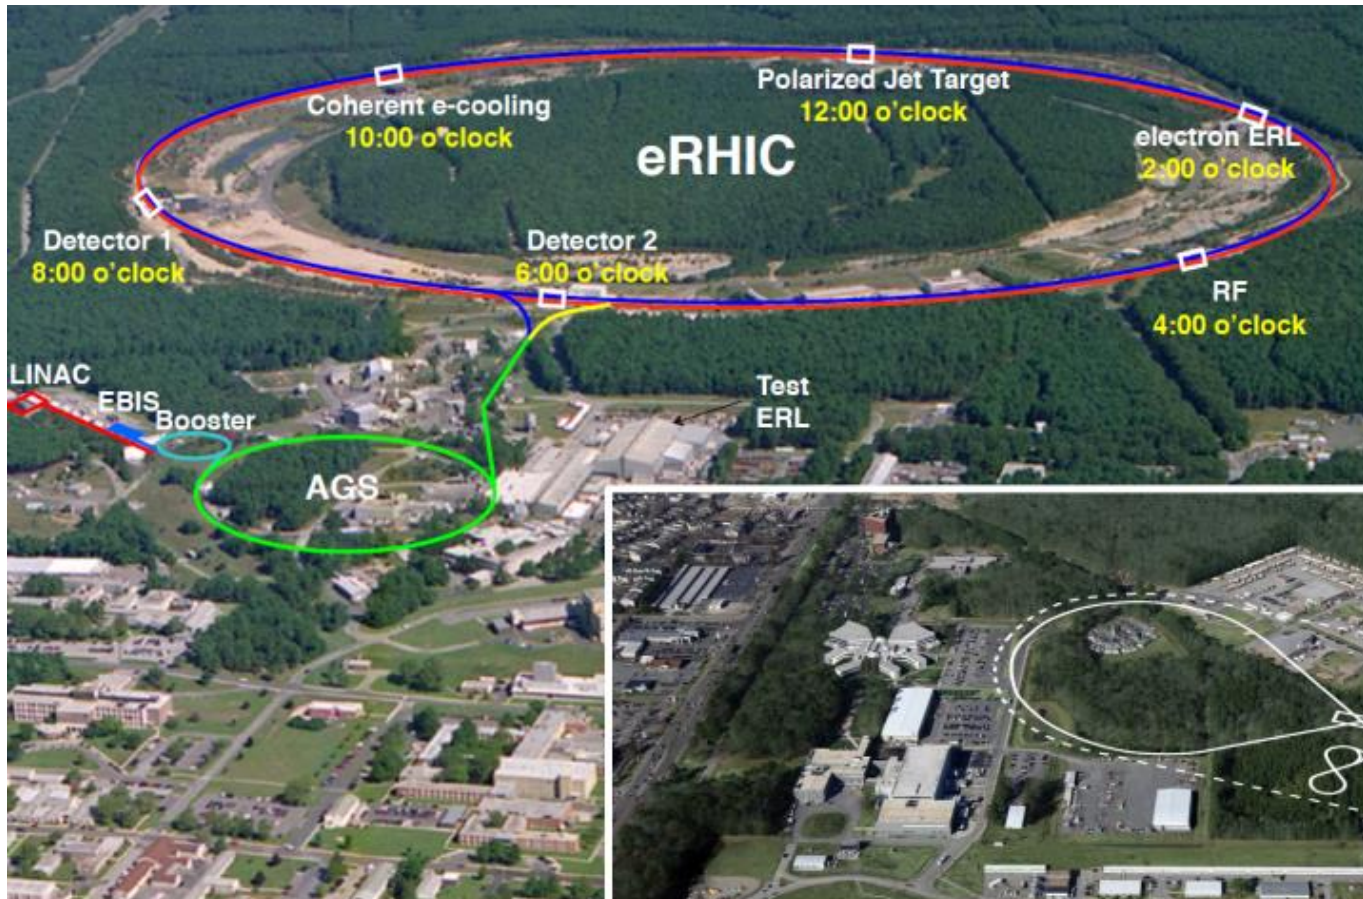 Coherent e-cooling
10:00 o'clock
Polarized Jet Target
12:00 o'clock
eRHIC
electron ERL
2:00 o'clock
Detector 1
8:00 o'clock
Detector 2
6:00 o'clock
RF
4:00 o'clock
LINAC
EBIS
Booster
Test
ERL
AGS